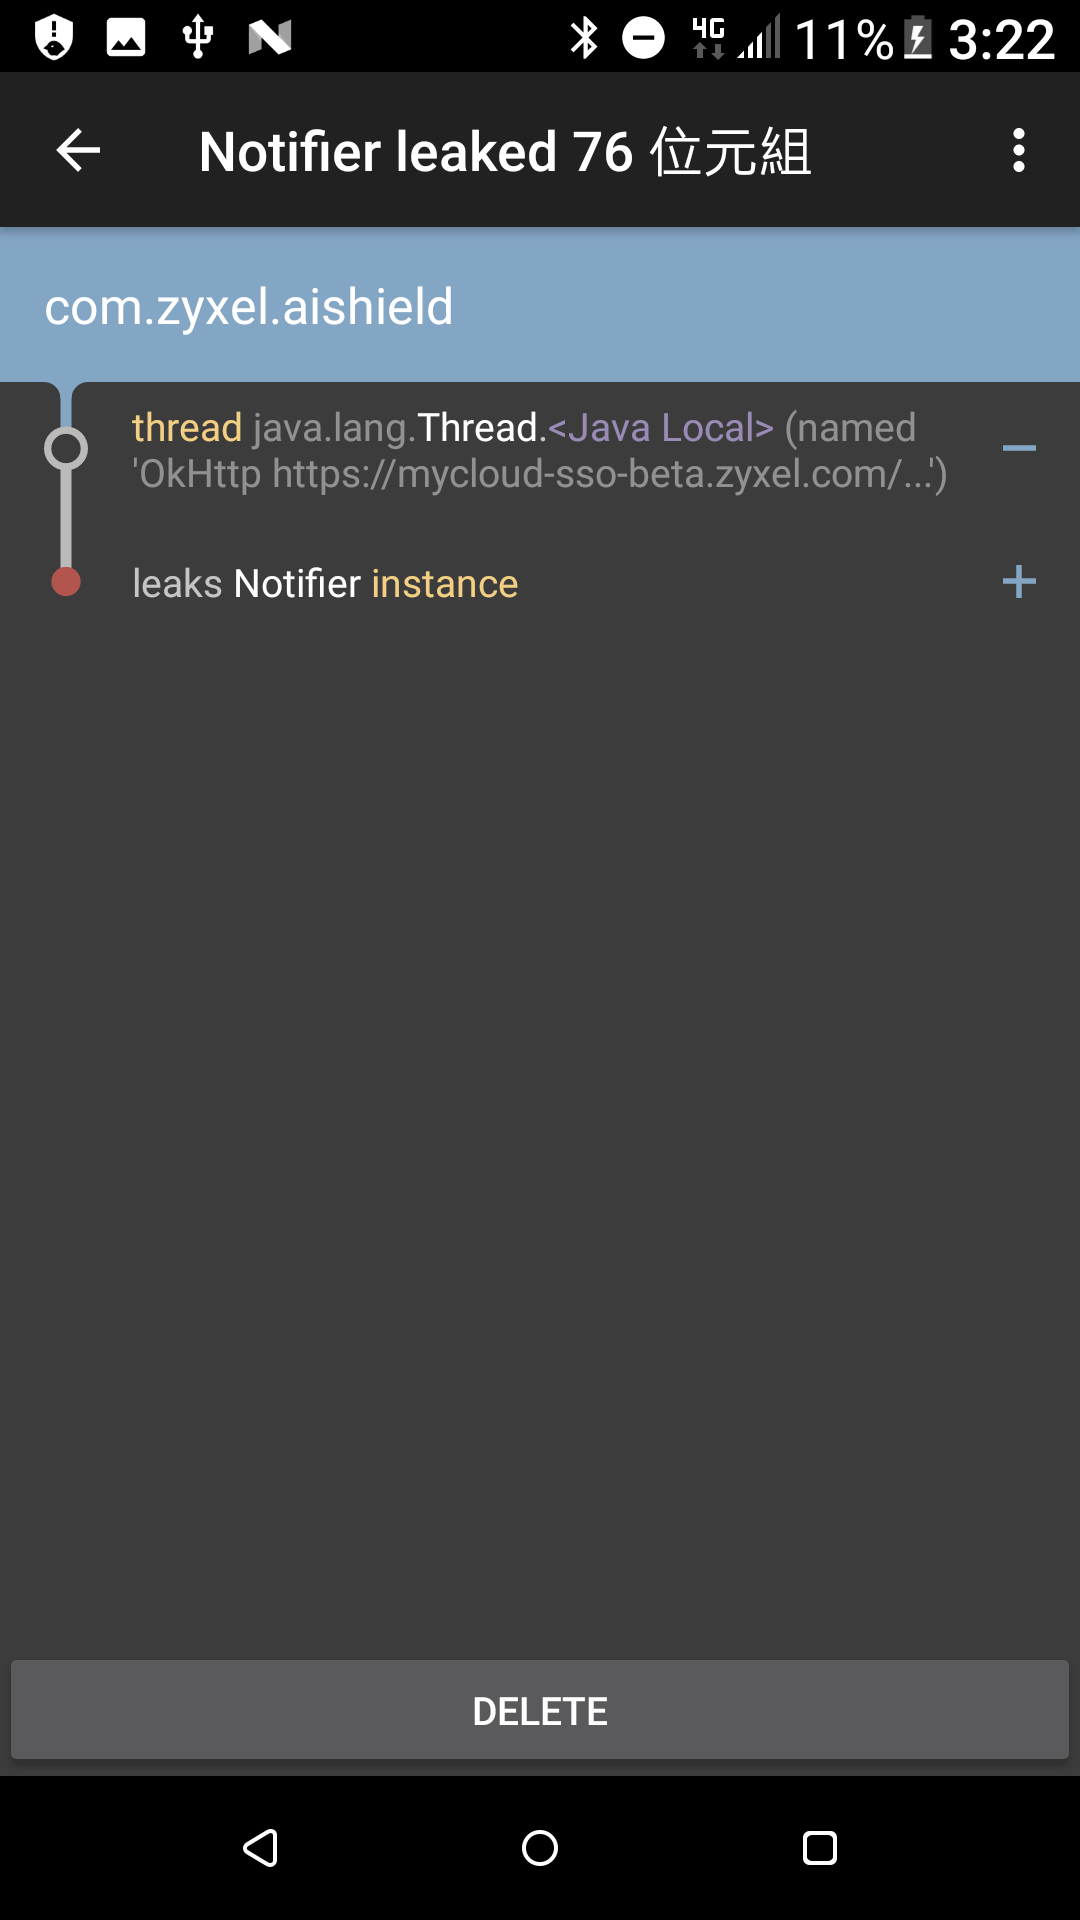 4G 11% 3:22
Notifier leaked 76 位元組
com.zyxel.aishield
thread java.lang.Thread.<Java Local> (named
'OkHttp https://mycloud-sso-beta.zyxel.com/...')
leaks Notifier instance
DELETE